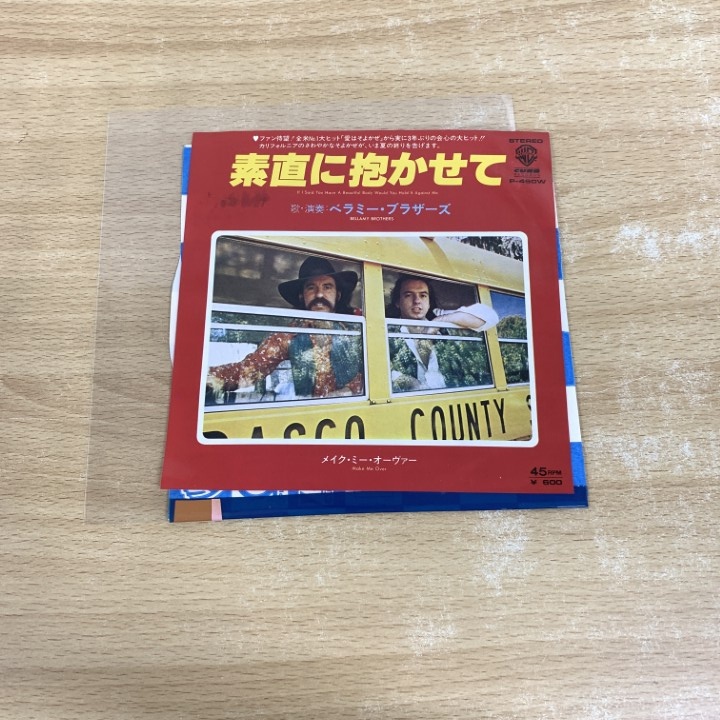 ♥ファン待望!全米No.1大ヒット「愛はそよかぜ」から実に3年ぶりの会心の大ヒット!!
カリフォルニアのさわやかなそよかぜが、いま夏の終りを告げます。
STEREO
素直に抱かせて
If I Said You Have A Beautiful Body Would You Hold It Against Me
P-490W
歌・演奏:ベラミー・ブラザーズ
BELLAMY BROTHERS
PASCO COUNTY S
メイク・ミー・オーヴァー
Make Me Over
45RPM
¥ 600